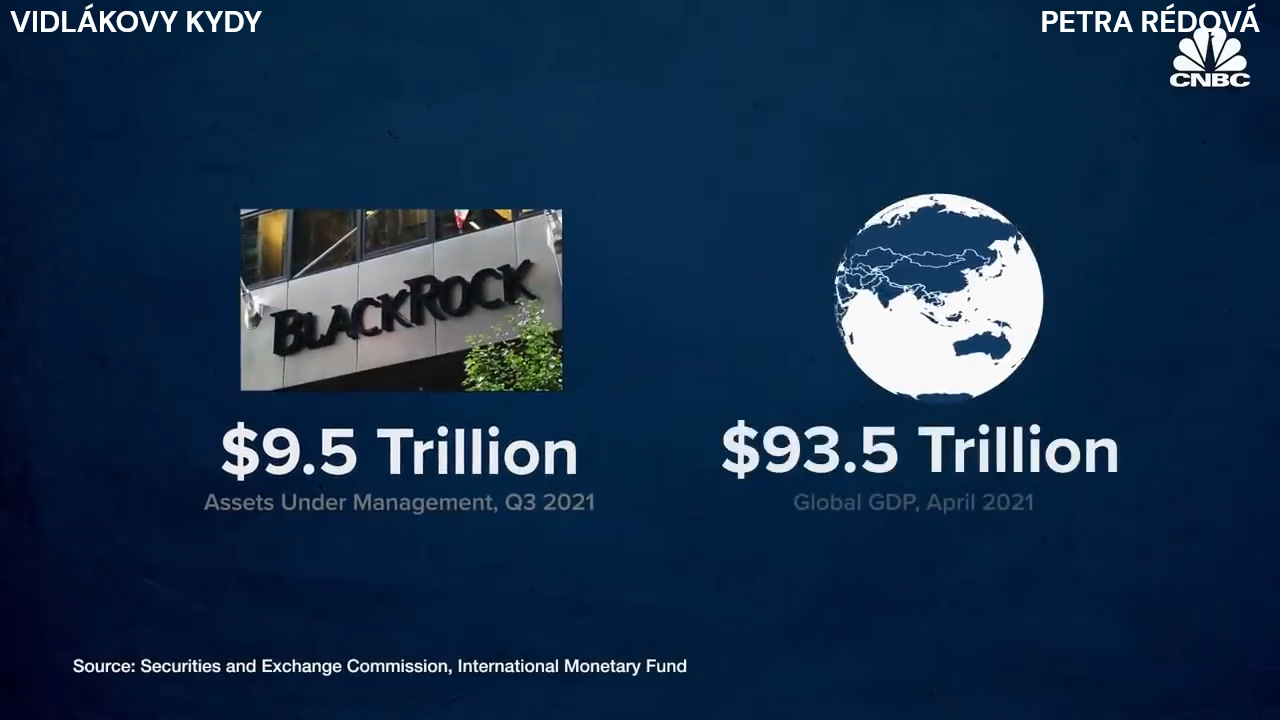 VIDLÁKOVY KYDY
PETRA RÉDOVÁ
CNBC
BLACKROCK
$9.5 Trillion
Assets Under Management, Q3 2021
$93.5 Trillion
Global GDP, April 2021
Source: Securities and Exchange Commission, International Monetary Fund